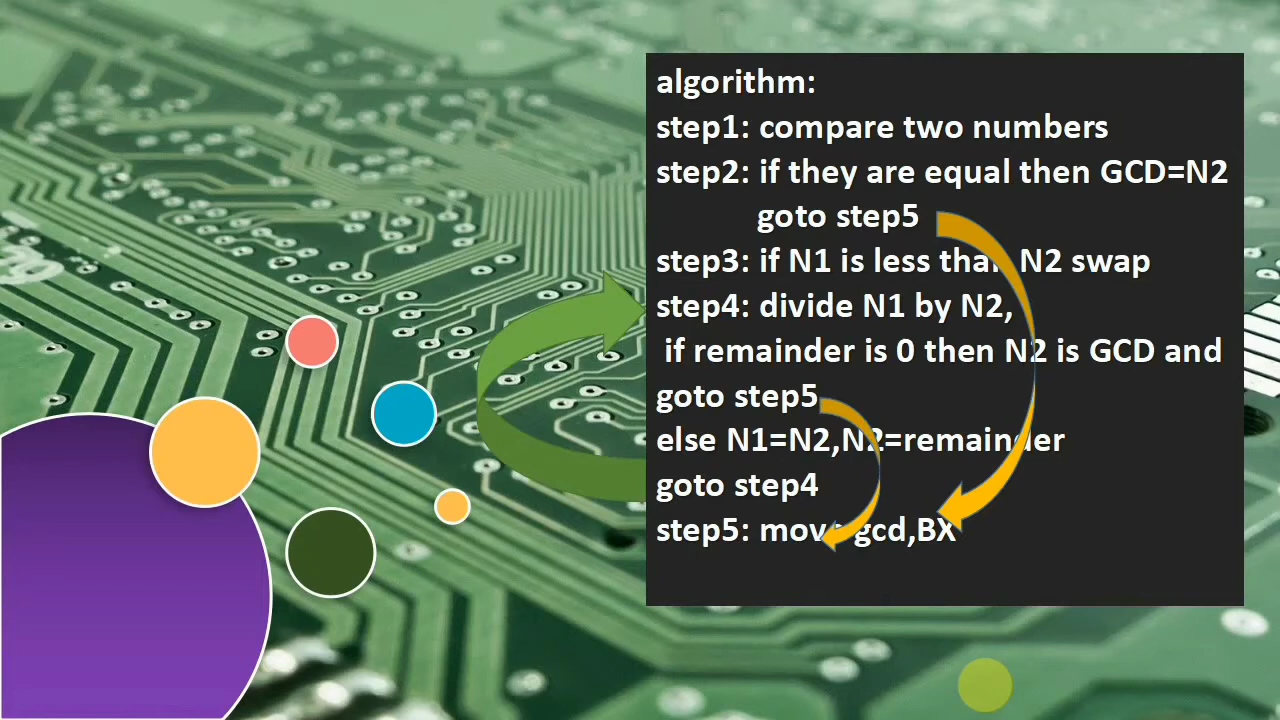 algorithm:
step1: compare two numbers
step2: if they are equal then GCD=N2
goto step5
step3: if N1 is less than N2 swap
step4: divide N1 by N2,
if remainder is 0 then N2 is GCD and
goto step5
else N1=N2,N2=remainder
goto step4
step5: mov gcd,BX